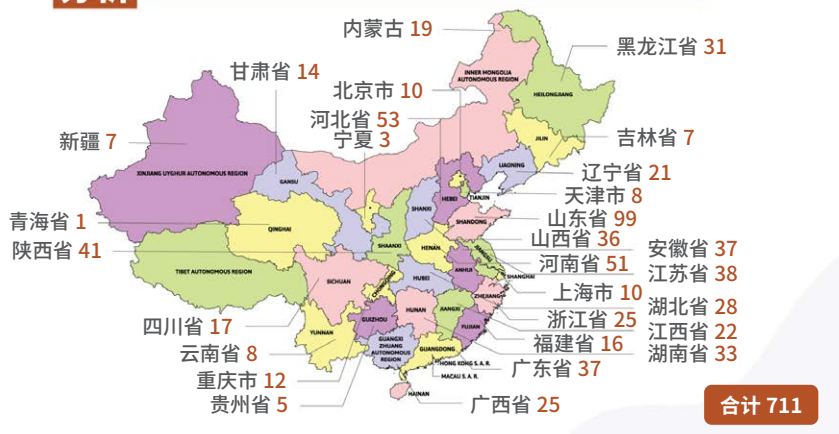 分析
内蒙古 19
黑龙江省 31
甘肃省 14
北京市 10
河北省 53
宁夏 3
新疆 7
吉林省 7
辽宁省 21
天津市 8
青海省 1
陕西省 41
山东省 99
山西省 36
安徽省 37
河南省 51
江苏省 38
上海市 10
湖北省 28
浙江省 25
江西省 22
四川省 17
福建省 16
湖南省 33
云南省 8
广东省 37
重庆市 12
贵州省 5
广西省 25
合计 711
INNER MONGOLIA
AUTONOMOUS REGION
HEILONGJIANG
JILIN
LIAONING
XINJIANG UYGHUR AUTONOMOUS REGION
GANSU
HEBEI
TIANJIN
SHANXI
SHANDONG
QINGHAI
SHAANXI
HENAN
JIANGSU
TIBET AUTONOMOUS REGION
ANHUI
SHANGHAI
SICHUAN
CHONGQING
HUBEI
ZHEJIANG
HUNAN
JIANGXI
GUIZHOU
FUJIAN
YUNNAN
GUANGXI
ZHUANG
AUTONOMOUS
REGION
GUANGDONG
HONG KONG S. A. R.
MACAU S. A. R.
HAINAN